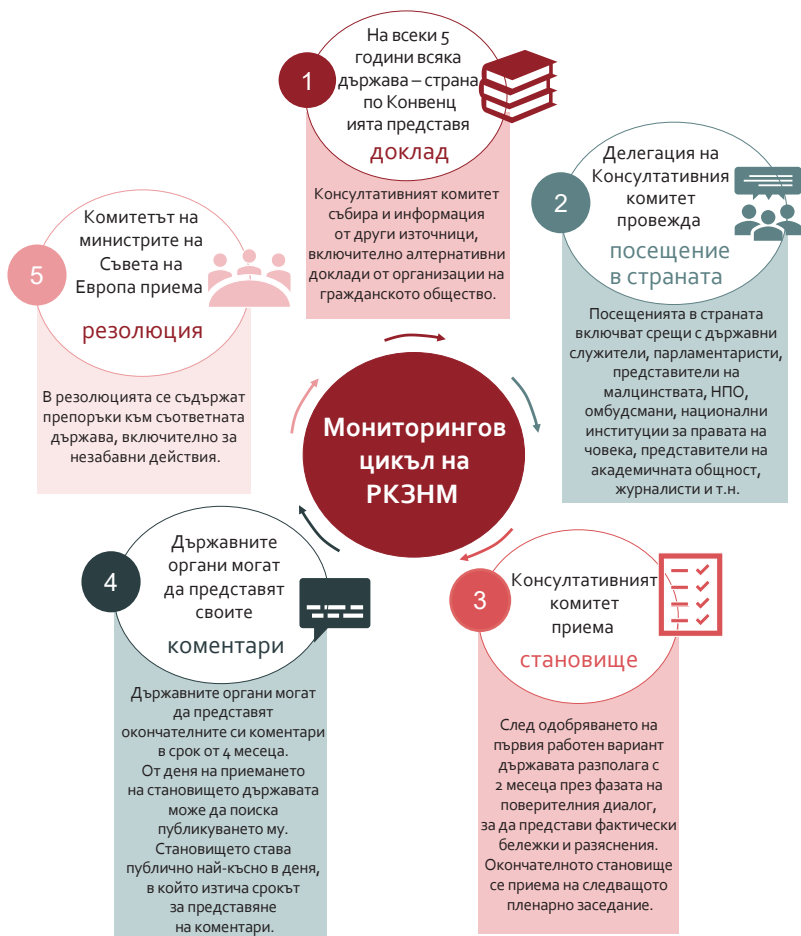 1
На всеки 5
години всяка
държава – страна
по Конвенц
ията представя
доклад
Консултативният комитет
събира и информация
от други източници,
включително алтернативни
доклади от организации на
гражданското общество.
2
Делегация на
Консултативния
комитет
провежда
посещение
в страната
Посещенията в страната
включват срещи с държавни
служители, парламентаристи,
представители на
малцинствата, НПО,
омбудсмани, национални
институции за правата на
човека, представители на
академичната общност,
журналисти и т.н.
3
Консултативният
комитет
приема
становище
След одобряването на
първия работен вариант
държавата разполага с
2 месеца през фазата на
поверителния диалог,
за да представи фактически
бележки и разяснения.
Окончателното становище
се приема на следващото
пленарно заседание.
4
Държавните
органи могат
да представят
своите
коментари
Държавните органи могат
да представят
окончателните си коментари
в срок от 4 месеца.
От деня на приемането
на становището държавата
може да поиска
публикуването му.
Становището става
публично най-късно в деня,
в който изтича срокът
за представяне
на коментари.
5
Комитетът на
министрите на
Съвета на
Европа приема
резолюция
В резолюцията се съдържат
препоръки към съответната
държава, включително за
незабавни действия.
Мониторингов
цикъл на
РКЗНМ